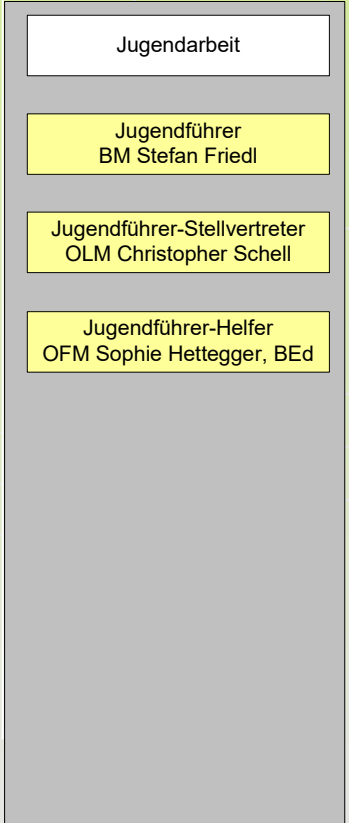 Jugendarbeit
Jugendführer
BM Stefan Friedl
Jugendführer-Stellvertreter
OLM Christopher Schell
Jugendführer-Helfer
OFM Sophie Hettegger, BEd